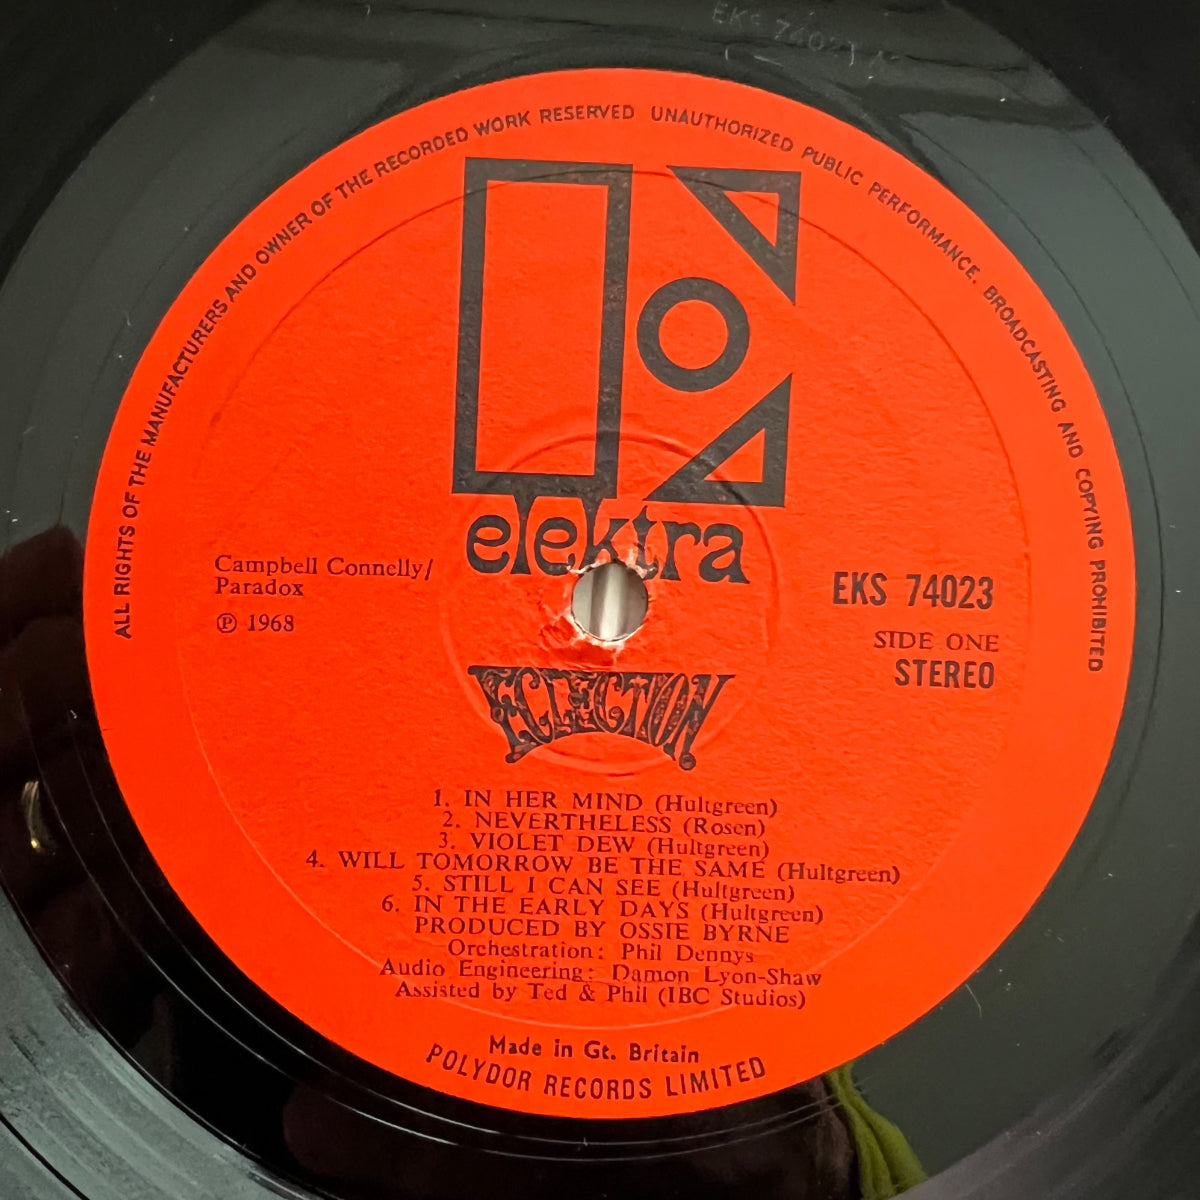 EKS 74023 A
ALL RIGHTS OF THE MANUFACTURERS AND OWNER OF THE RECORDED WORK RESERVED UNAUTHORIZED PUBLIC PERFORMANCE, BROADCASTING AND COPYING PROHIBITED
elektra
Campbell Connelly/
Paradox
℗ 1968
EKS 74023
SIDE ONE
STEREO
ECLECTION
1. IN HER MIND (Hultgreen)
2. NEVERTHELESS (Rosen)
3. VIOLET DEW (Hultgreen)
4. WILL TOMORROW BE THE SAME (Hultgreen)
5. STILL I CAN SEE (Hultgreen)
6. IN THE EARLY DAYS (Hultgreen)
PRODUCED BY OSSIE BYRNE
Orchestration: Phil Dennys
Audio Engineering: Damon Lyon-Shaw
Assisted by Ted & Phil (IBC Studios)
Made in Gt. Britain
POLYDOR RECORDS LIMITED